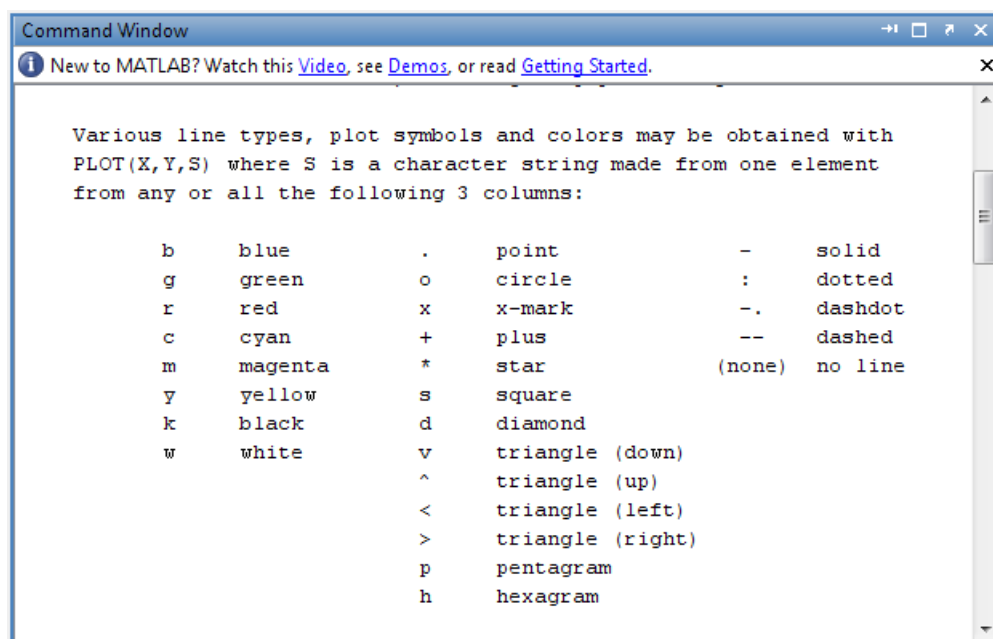 Command Window
New to MATLAB? Watch this Video, see Demos, or read Getting Started.
Various line types, plot symbols and colors may be obtained with
PLOT(X,Y,S) where S is a character string made from one element
from any or all the following 3 columns:
b blue . point - solid
g green o circle : dotted
r red x x-mark -. dashdot
c cyan + plus -- dashed
m magenta * star (none) no line
y yellow s square
k black d diamond
w white v triangle (down)
^ triangle (up)
< triangle (left)
> triangle (right)
p pentagram
h hexagram